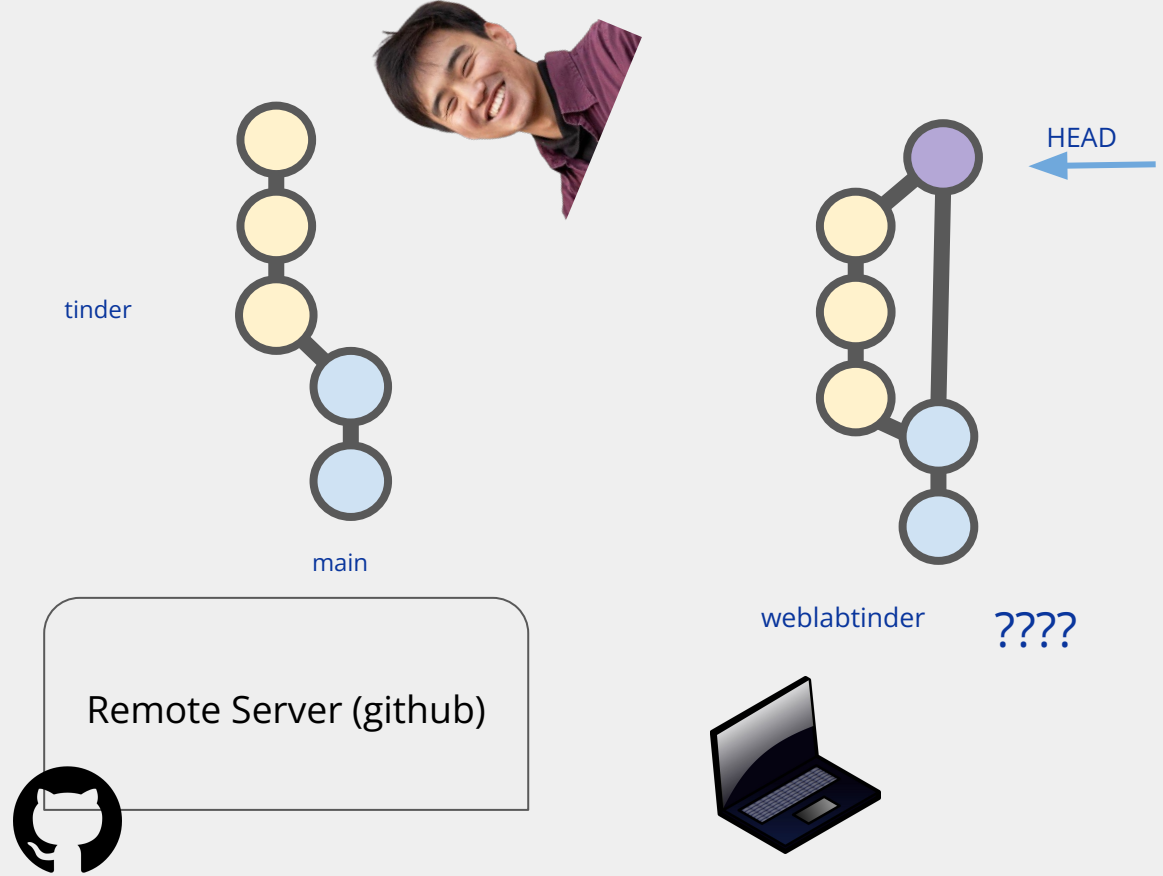 HEAD
tinder
main
weblabtinder
????
Remote Server (github)